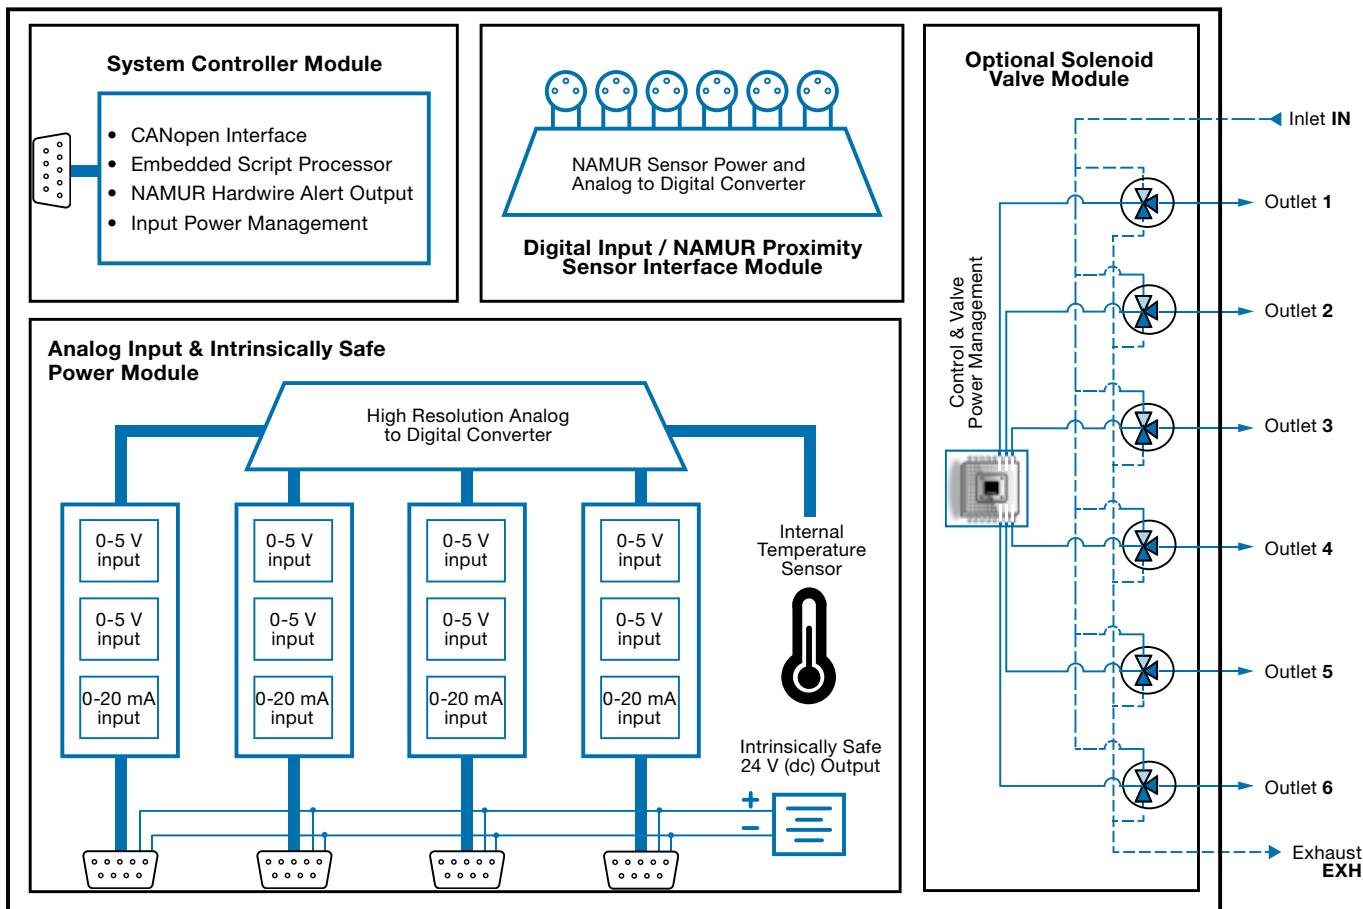 System Controller Module
• CANopen Interface
• Embedded Script Processor
• NAMUR Hardwire Alert Output
• Input Power Management
NAMUR Sensor Power and
Analog to Digital Converter
Digital Input / NAMUR Proximity
Sensor Interface Module
Optional Solenoid
Valve Module
Inlet IN
Outlet 1
Outlet 2
Outlet 3
Outlet 4
Outlet 5
Outlet 6
Exhaust
EXH
Control & Valve
Power Management
Analog Input & Intrinsically Safe
Power Module
High Resolution Analog
to Digital Converter
0-5 V
input
0-5 V
input
0-20 mA
input
0-5 V
input
0-5 V
input
0-20 mA
input
0-5 V
input
0-5 V
input
0-20 mA
input
0-5 V
input
0-5 V
input
0-20 mA
input
Internal
Temperature
Sensor
Intrinsically Safe
24 V (dc) Output
+
−